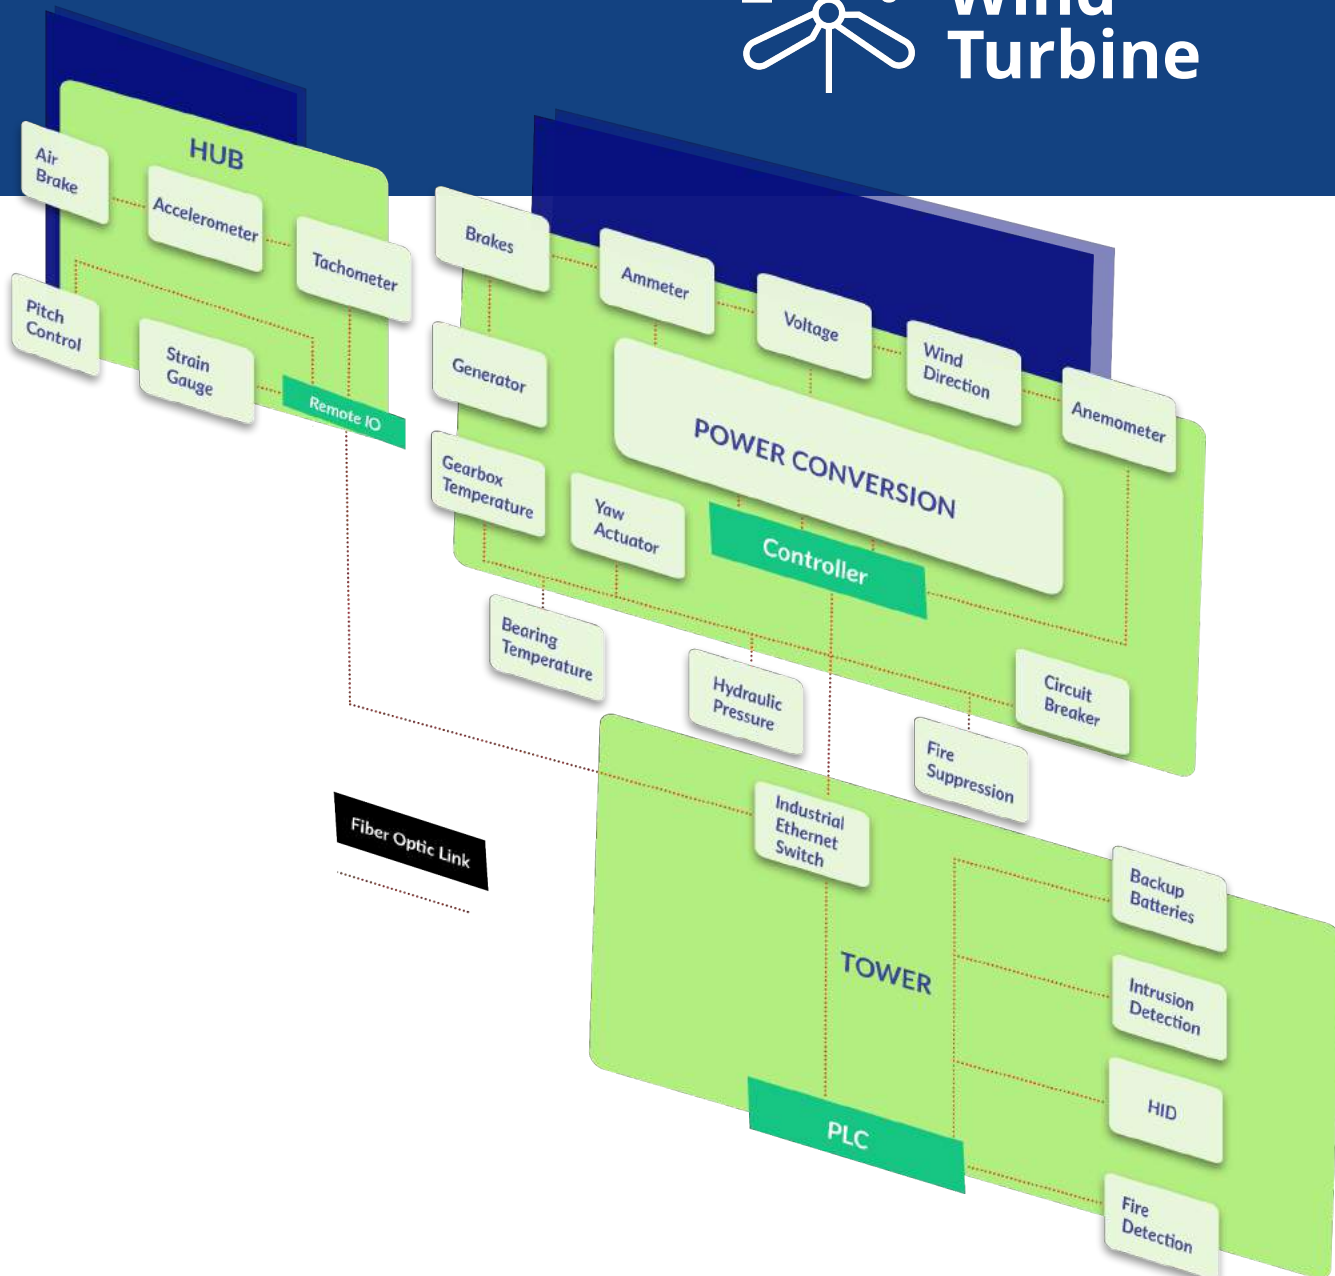 Wind
Turbine
HUB
Air
Brake
Accelerometer
Tachometer
Pitch
Control
Strain
Gauge
Remote IO
Brakes
Ammeter
Voltage
Wind
Direction
Anemometer
Generator
POWER CONVERSION
Gearbox
Temperature
Yaw
Actuator
Controller
Bearing
Temperature
Hydraulic
Pressure
Circuit
Breaker
Fire
Suppression
Fiber Optic Link
Industrial
Ethernet
Switch
Backup
Batteries
TOWER
Intrusion
Detection
HID
PLC
Fire
Detection